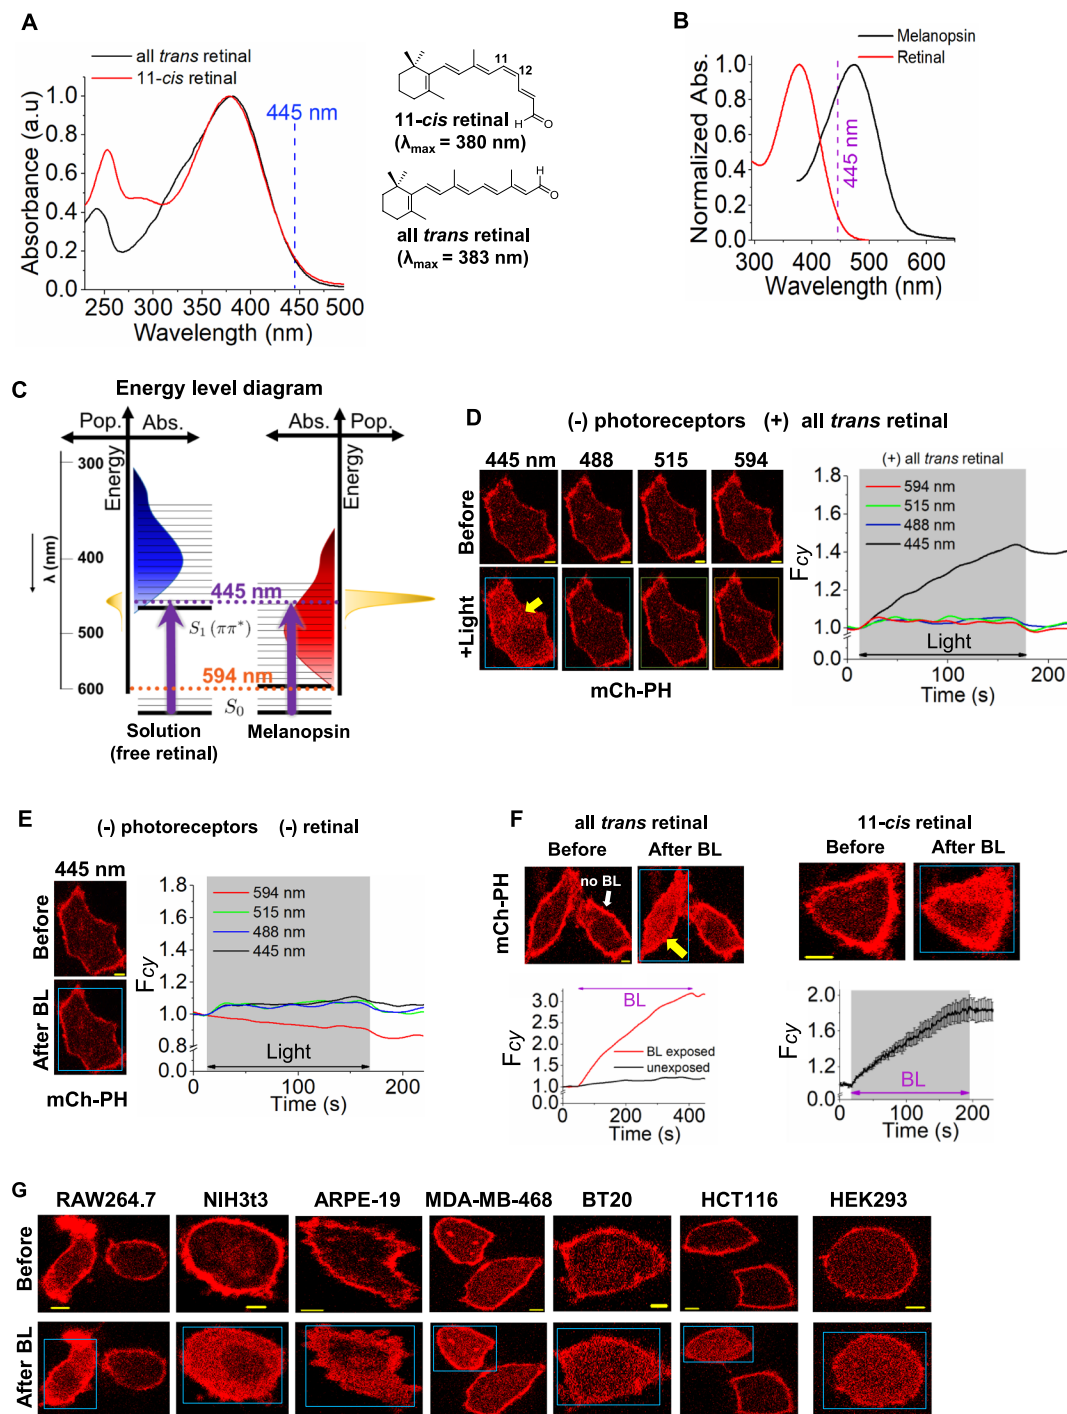 A
all trans retinal
11-cis retinal
445 nm
Absorbance (a.u)
1.0
0.8
0.6
0.4
0.2
0.0
250 300 350 400 450 500
Wavelength (nm)
11
12
H
O
11-cis retinal
(λmax = 380 nm)
O
H
all trans retinal
(λmax = 383 nm)
B
Melanopsin
Retinal
Normalized Abs.
1.0
0.8
0.6
0.4
0.2
0.0
445 nm
300 400 500 600
Wavelength (nm)
C
Energy level diagram
Pop. Abs.
Abs. Pop.
Energy
Energy
λ (nm)
300
400
500
600
445 nm
S1 (ππ*)
594 nm
S0
Solution
(free retinal)
Melanopsin
D
(-) photoreceptors (+) all trans retinal
445 nm 488 515 594
Before
+Light
mCh-PH
(+) all trans retinal
594 nm
515 nm
488 nm
445 nm
Fcy
1.8
1.6
1.4
1.2
1.0
0.0
Light
0 100 200
Time (s)
E
(-) photoreceptors (-) retinal
445 nm
Before
After BL
mCh-PH
594 nm
515 nm
488 nm
445 nm
Fcy
1.8
1.6
1.4
1.2
1.0
0.8
0.0
Light
0 100 200
Time (s)
F
all trans retinal
Before After BL
mCh-PH
no BL
BL
Fcy
3.0
2.5
2.0
1.5
1.0
0.0
BL exposed
unexposed
0 200 400
Time (s)
11-cis retinal
Before After BL
Fcy
2.0
1.6
1.2
0.0
BL
0 100 200
Time (s)
G
RAW264.7 NIH3t3 ARPE-19 MDA-MB-468 BT20 HCT116 HEK293
Before
After BL